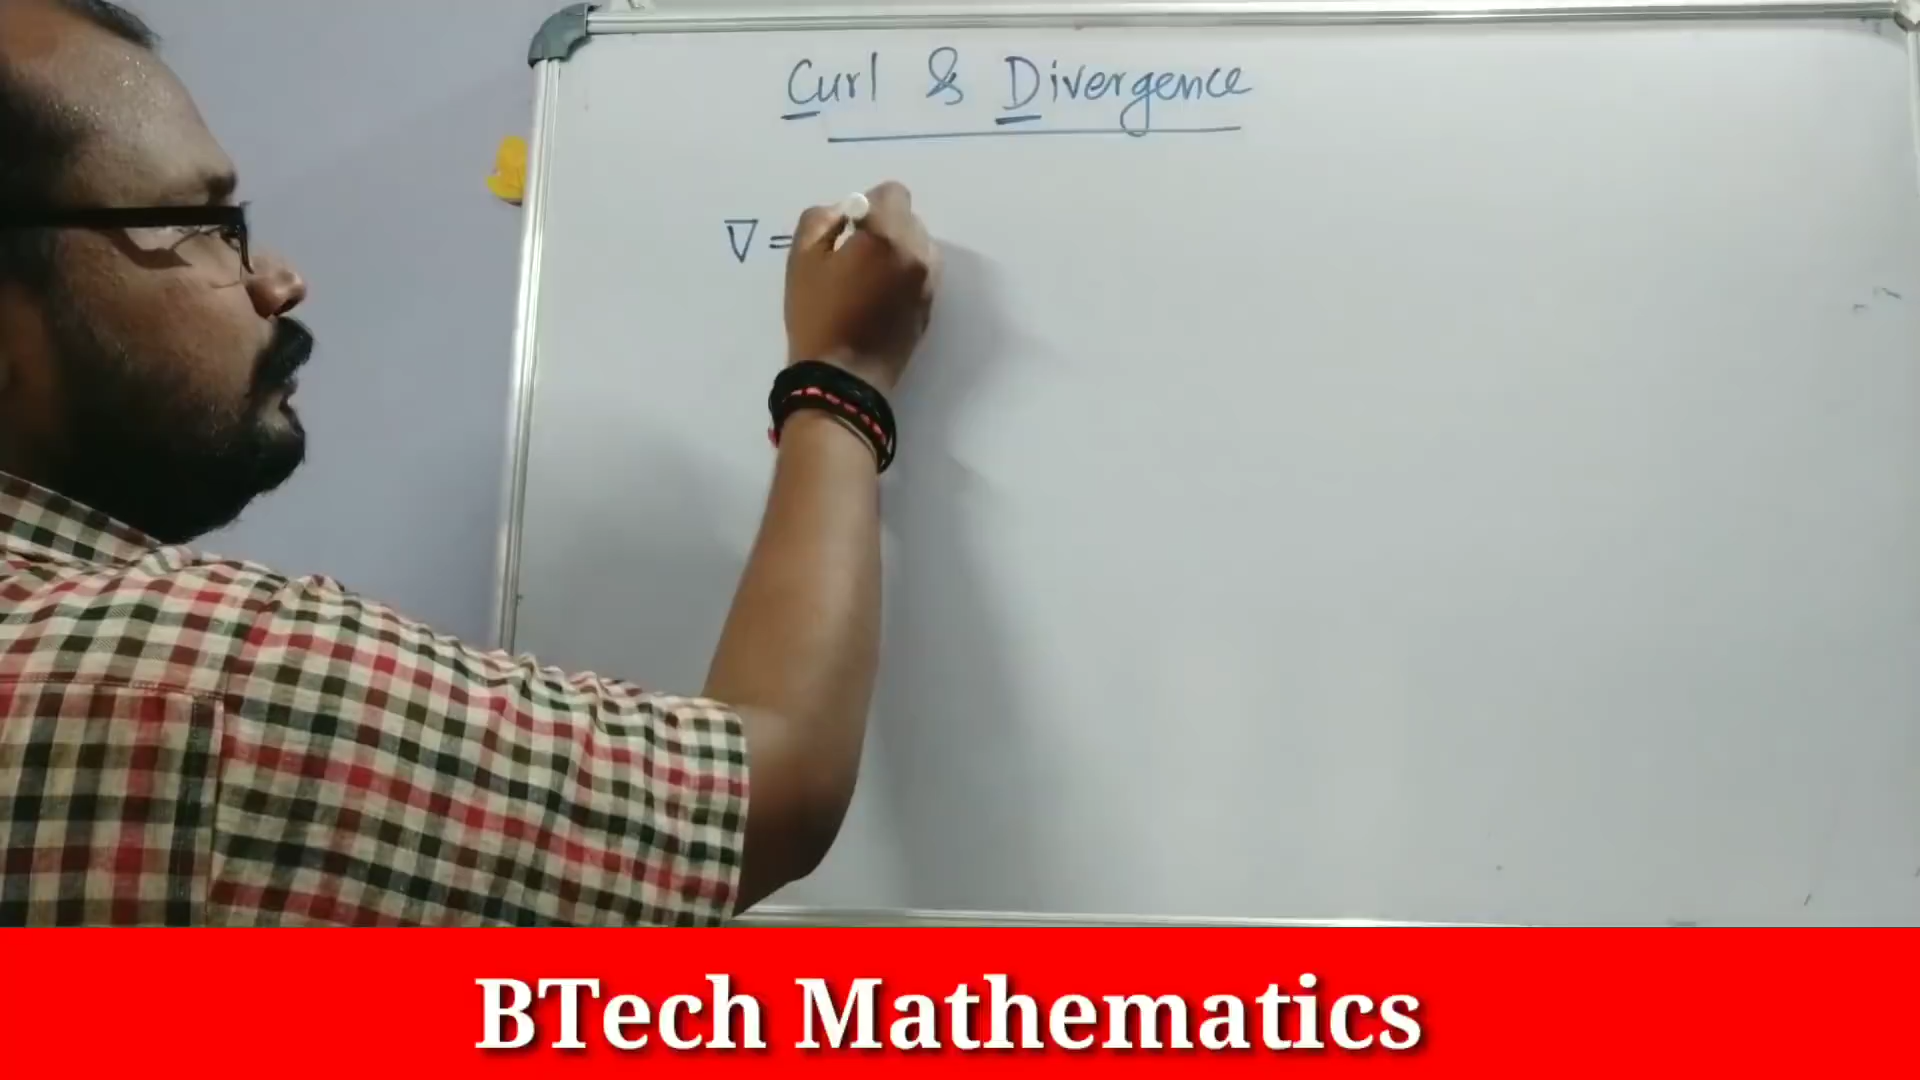 Curl & Divergence
∇ =
BTech Mathematics